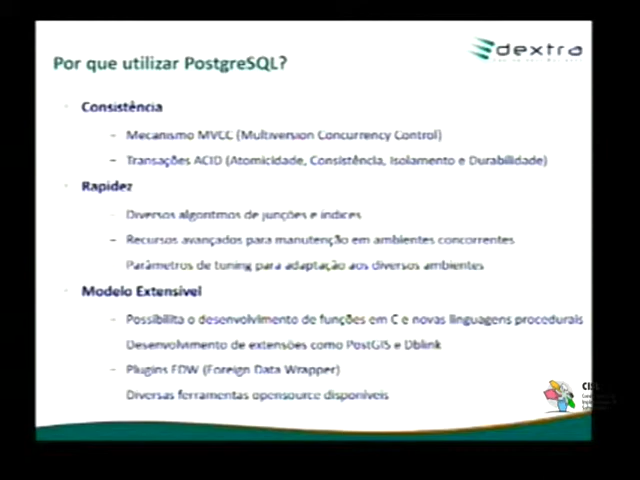 Por que utilizar PostgreSQL?
dextra
Consistência
- Mecanismo MVCC (Multiversion Concurrency Control)
- Transações ACID (Atomicidade, Consistência, Isolamento e Durabilidade)
Rapidez
Diversos algoritmos de junções e índices
- Recursos avançados para manutenção em ambientes concorrentes
Parâmetros de tuning para adaptação aos diversos ambientes
Modelo Extensível
- Possibilita o desenvolvimento de funções em C e novas linguagens procedurais
Desenvolvimento de extensões como PostGIS e Dblink
- Plugins FDW (Foreign Data Wrapper)
Diversas ferramentas opensource disponíveis